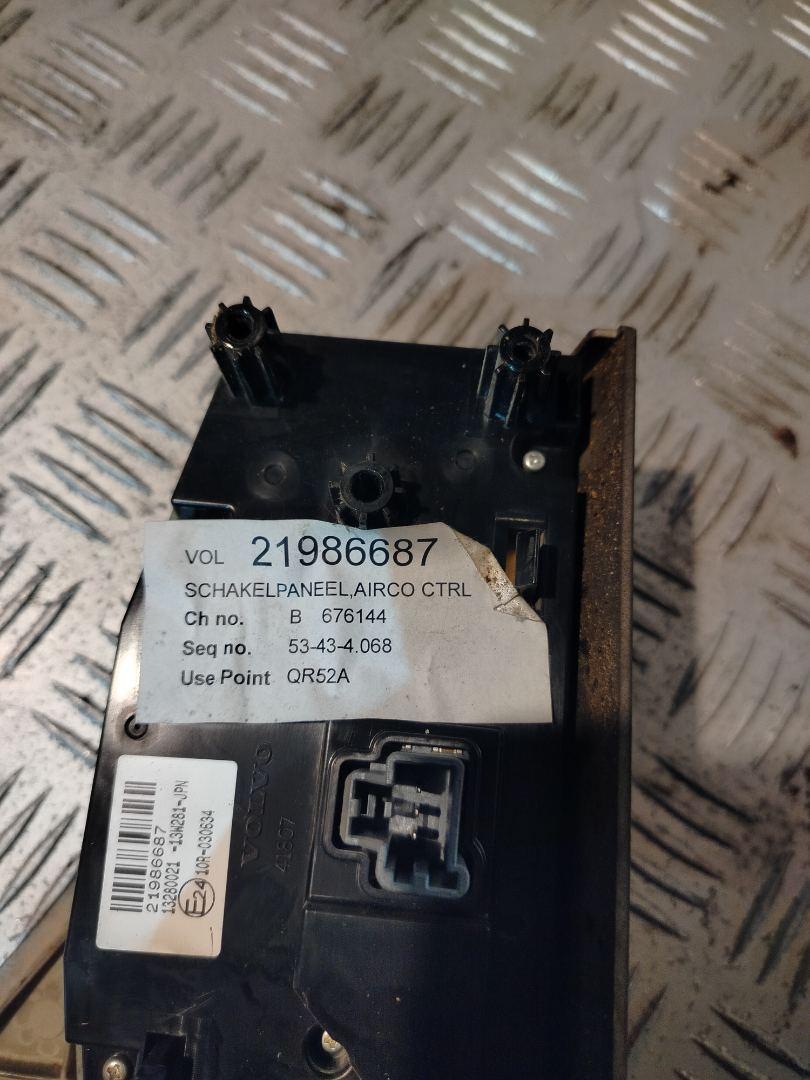 VOL 21986687
SCHAKELPANEEL,AIRCO CTRL
Ch no. B 676144
Seq no. 53-43-4.068
Use Point QR52A
21986687
13280021 -13W281-JPN
E24 10R-030634
VOLVO
41807